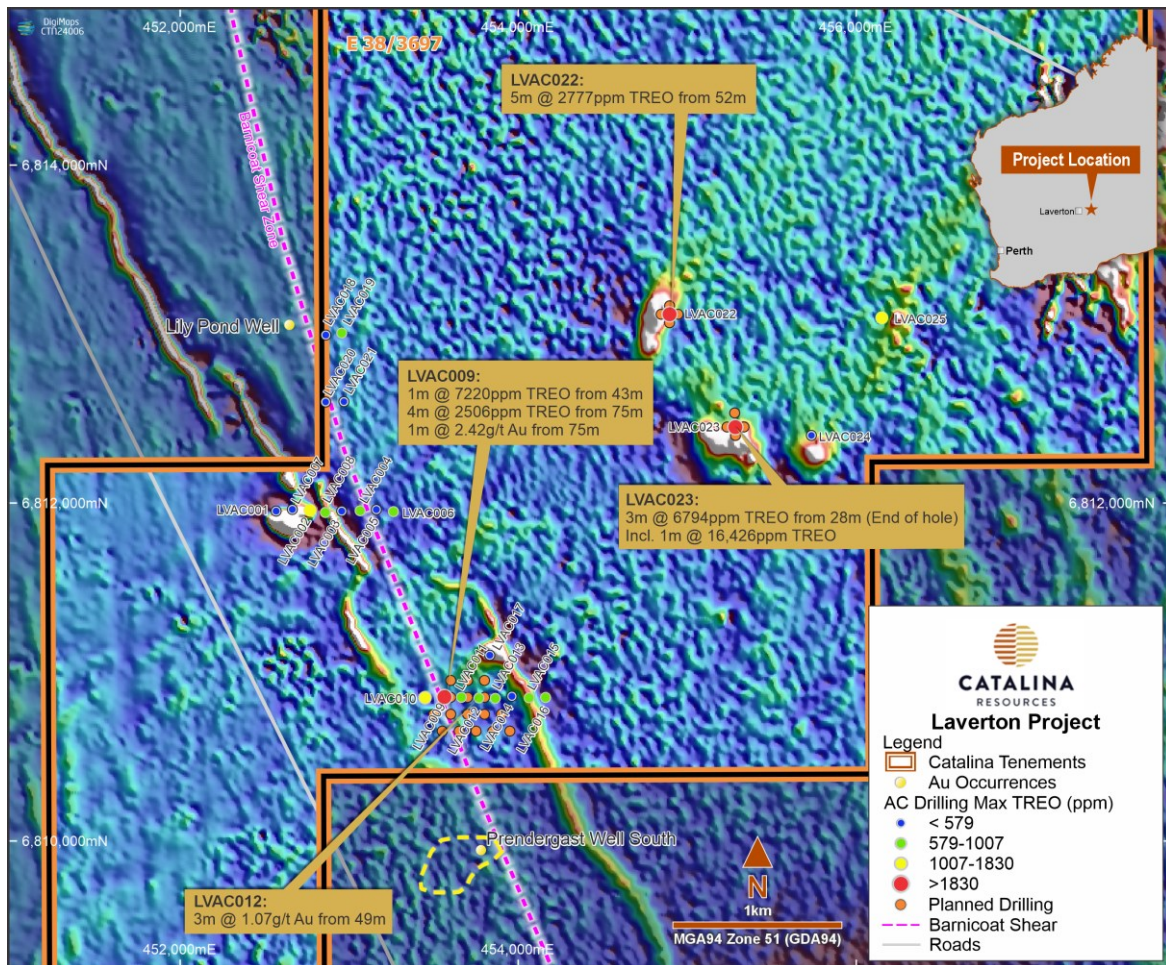 DigiMaps
CTN24006
452,000mE
454,000mE
456,000mE
E 38/3697
LVAC022:
5m @ 2777ppm TREO from 52m
6,814,000mN
Barnicoat Shear Zone
Project Location
Laverton
Perth
LVAC018
LVAC019
Lily Pond Well
LVAC022
LVAC025
LVAC020
LVAC021
LVAC009:
1m @ 7220ppm TREO from 43m
4m @ 2506ppm TREO from 75m
1m @ 2.42g/t Au from 75m
LVAC023
LVAC024
LVAC007
LVAC008
LVAC004
6,812,000mN
LVAC001
LVAC006
LVAC002
LVAC003
LVAC005
LVAC023:
3m @ 6794ppm TREO from 28m (End of hole)
Incl. 1m @ 16,426ppm TREO
6,812,000mN
LVAC017
LVAC011
LVAC013
LVAC015
LVAC010
LVAC009
LVAC012
LVAC014
LVAC016
CATALINA
RESOURCES
Laverton Project
Legend
Catalina Tenements
Au Occurrences
AC Drilling Max TREO (ppm)
< 579
579-1007
1007-1830
>1830
Planned Drilling
Barnicoat Shear
Roads
6,810,000mN
Prendergast Well South
LVAC012:
3m @ 1.07g/t Au from 49m
N
1km
MGA94 Zone 51 (GDA94)
452,000mE
454,000mE